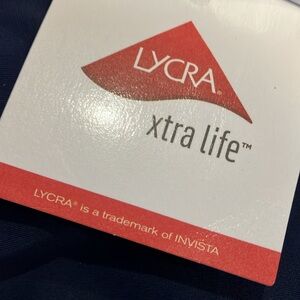 LYCRA®
xtra life™
LYCRA® is a trademark of INVISTA